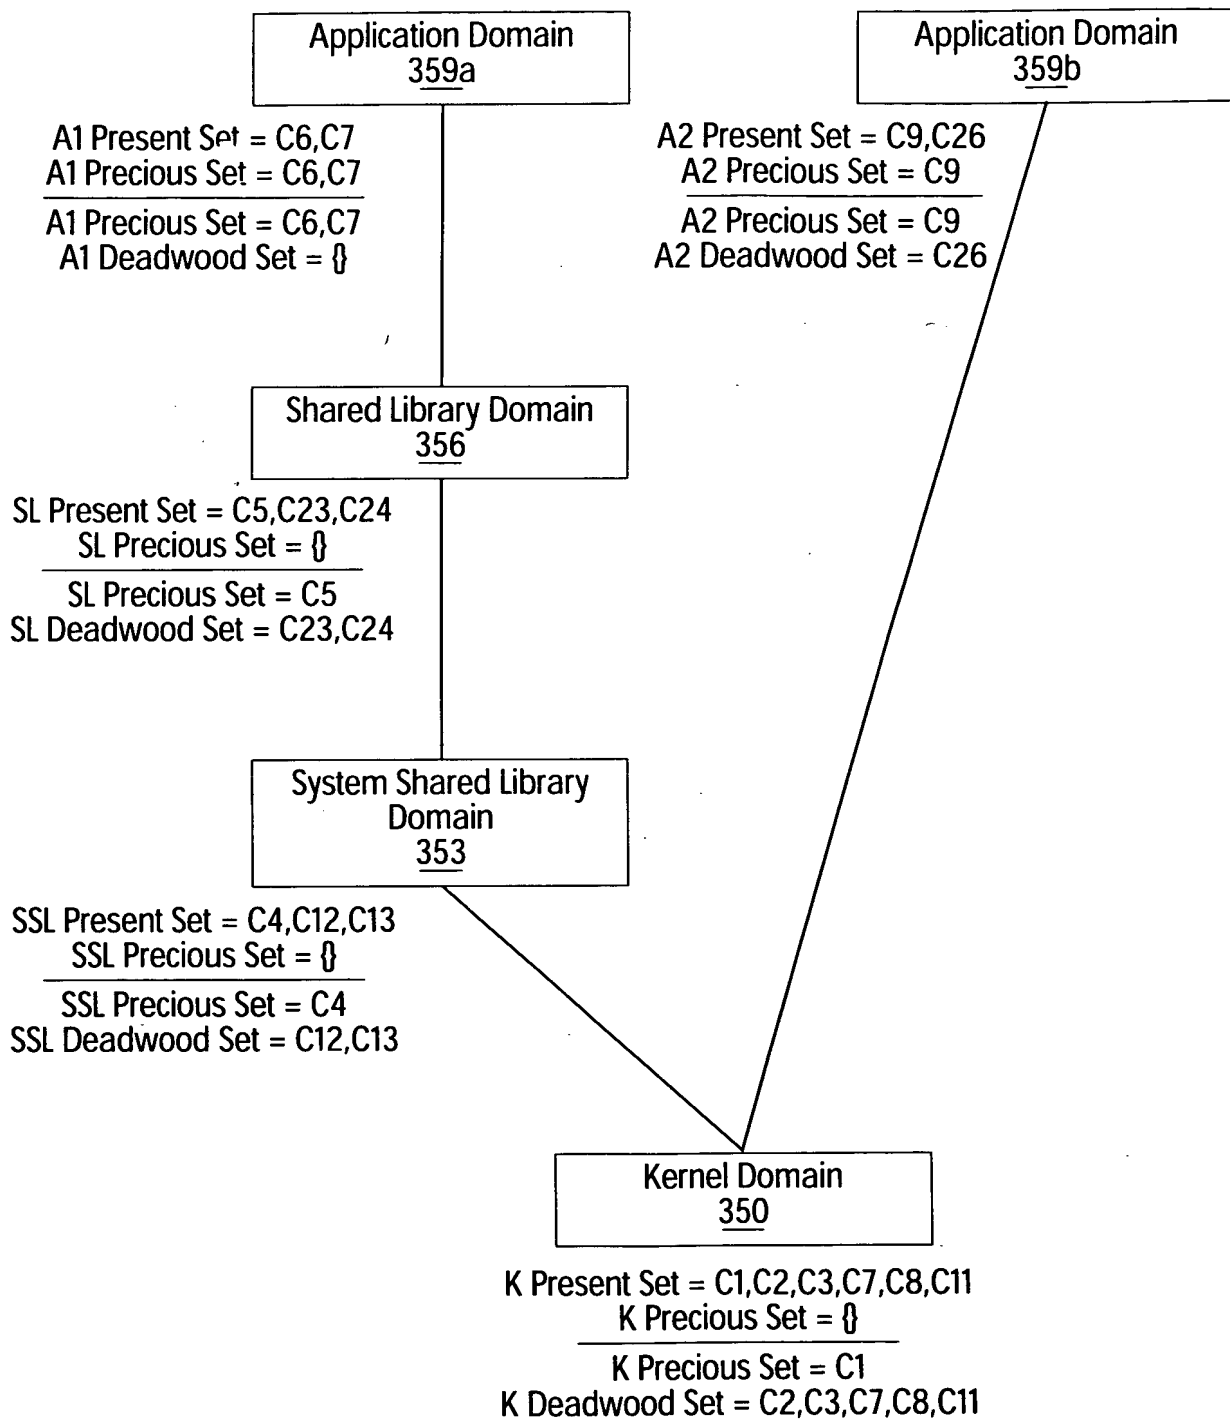 Application Domain
359a
A1 Present Set = C6,C7
A1 Precious Set = C6,C7
A1 Precious Set = C6,C7
A1 Deadwood Set = {}
Application Domain
359b
A2 Present Set = C9,C26
A2 Precious Set = C9
A2 Precious Set = C9
A2 Deadwood Set = C26
Shared Library Domain
356
SL Present Set = C5,C23,C24
SL Precious Set = {}
SL Precious Set = C5
SL Deadwood Set = C23,C24
System Shared Library
Domain
353
SSL Present Set = C4,C12,C13
SSL Precious Set = {}
SSL Precious Set = C4
SSL Deadwood Set = C12,C13
Kernel Domain
350
K Present Set = C1,C2,C3,C7,C8,C11
K Precious Set = {}
K Precious Set = C1
K Deadwood Set = C2,C3,C7,C8,C11